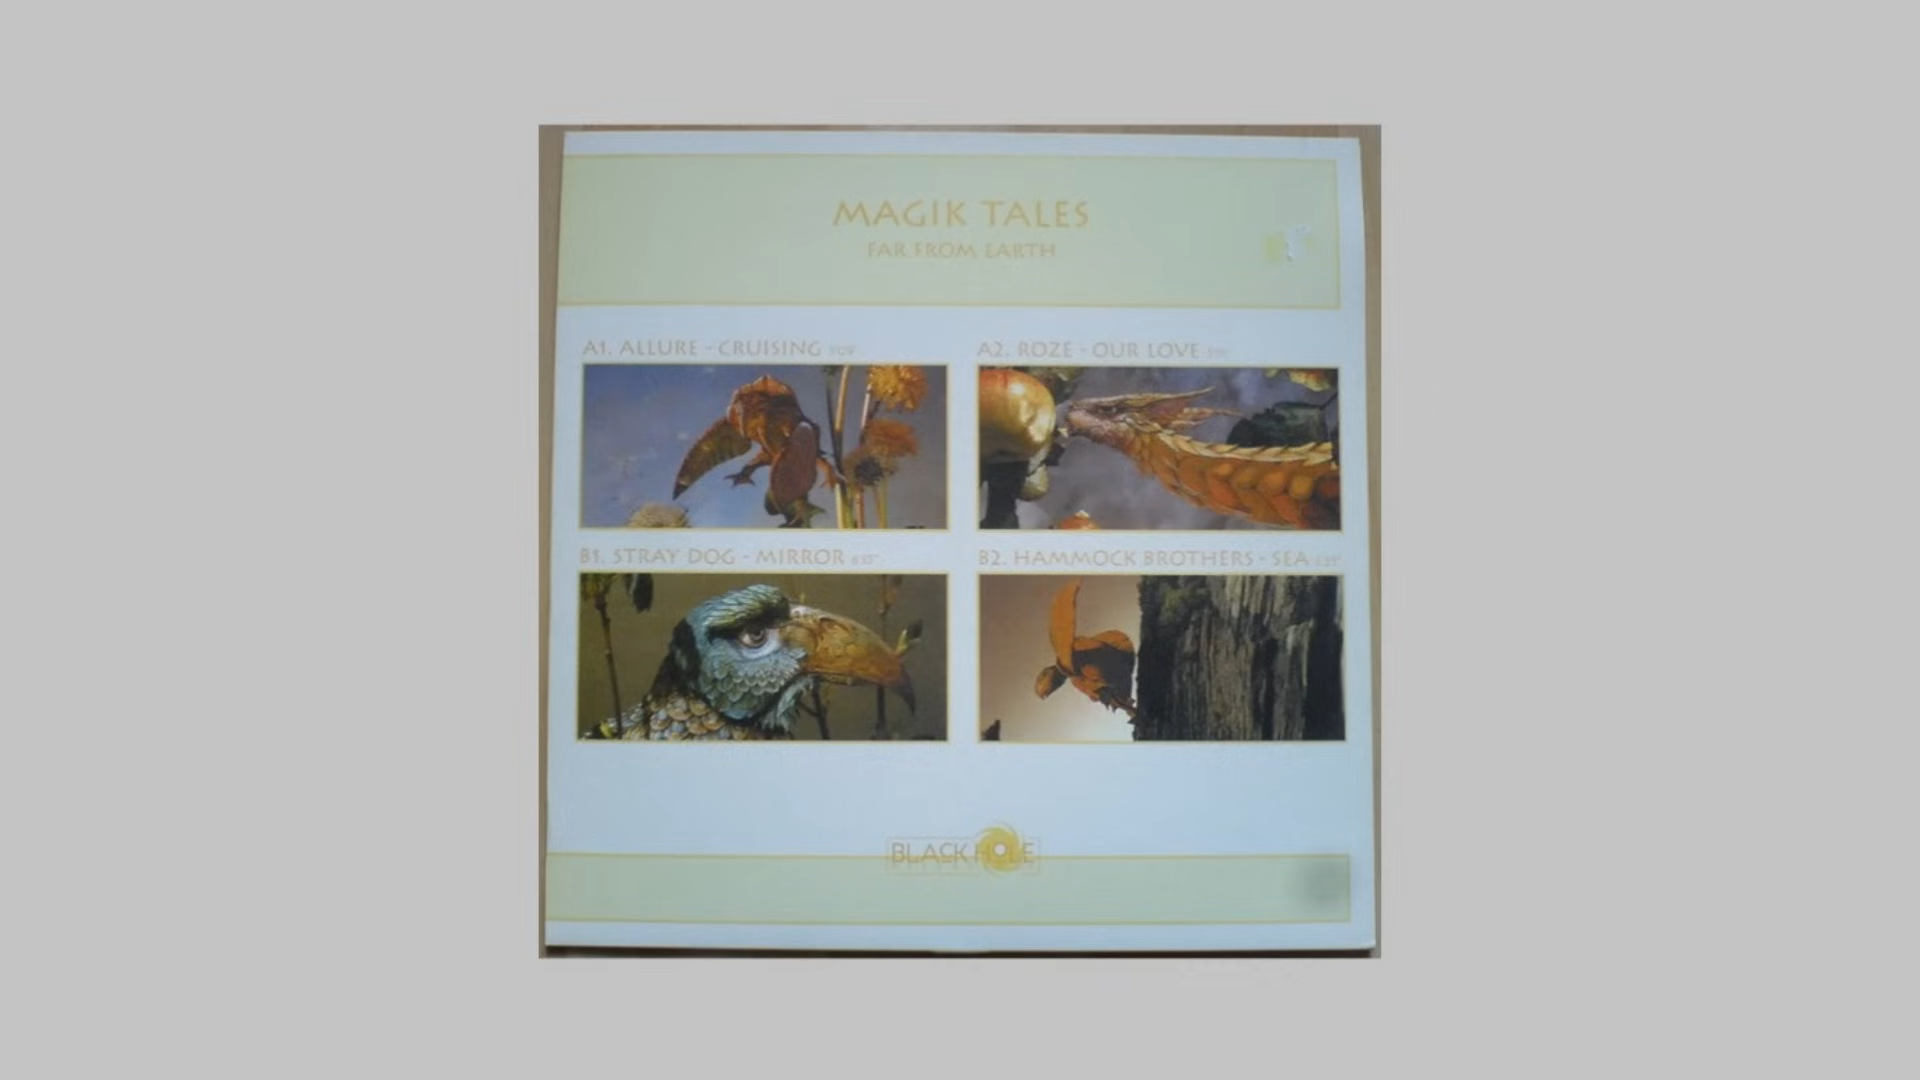 MAGIK TALES
FAR FROM EARTH
A1. ALLURE - CRUISING
A2. ROZE - OUR LOVE
B1. STRAY DOG - MIRROR
B2. HAMMOCK BROTHERS - SEA
BLACK HOLE